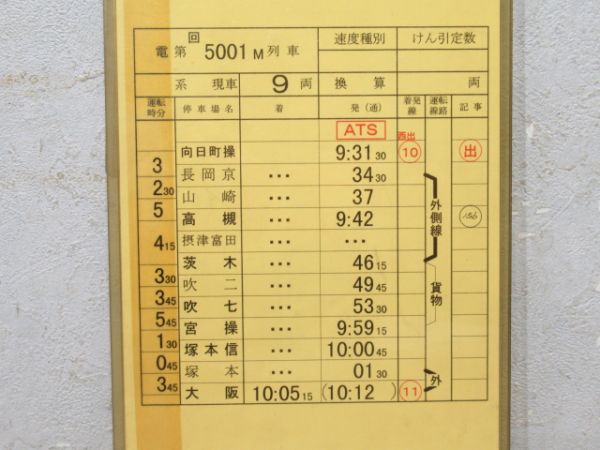 電第回5001M列車 速度種別 けん引定数
系 現車 9両 換算 両
運転時分 停車場名 着 発(通) 着発線 運転線路 記事
ATS 西出
向日町操 9:31 30 10 出
3
長岡京 … 34 30
2 30
山崎 … 37
5
高槻 … 9:42
摂津富田 … …
4 15
茨木 … 46 15
3 30
吹二 … 49 45
3 45
吹七 … 53 30
5 45
宮操 … 9:59 15
1 30
塚本信 … 10:00 45
0 45
塚本 … 01 30
3 45
大阪 10:05 15 (10:12) 11
外側線
貨物
外